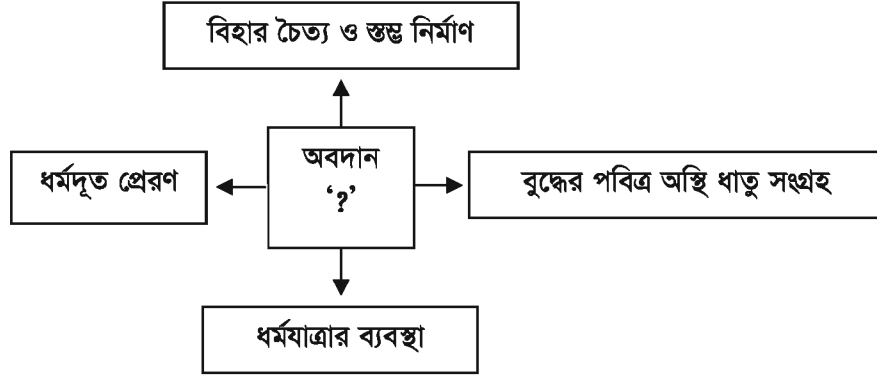 বিহার চৈত্য ও স্তম্ভ নির্মাণ
অবদান
‘?’
ধর্মদূত প্রেরণ
বুদ্ধের পবিত্র অস্থি ধাতু সংগ্রহ
ধর্মযাত্রার ব্যবস্থা